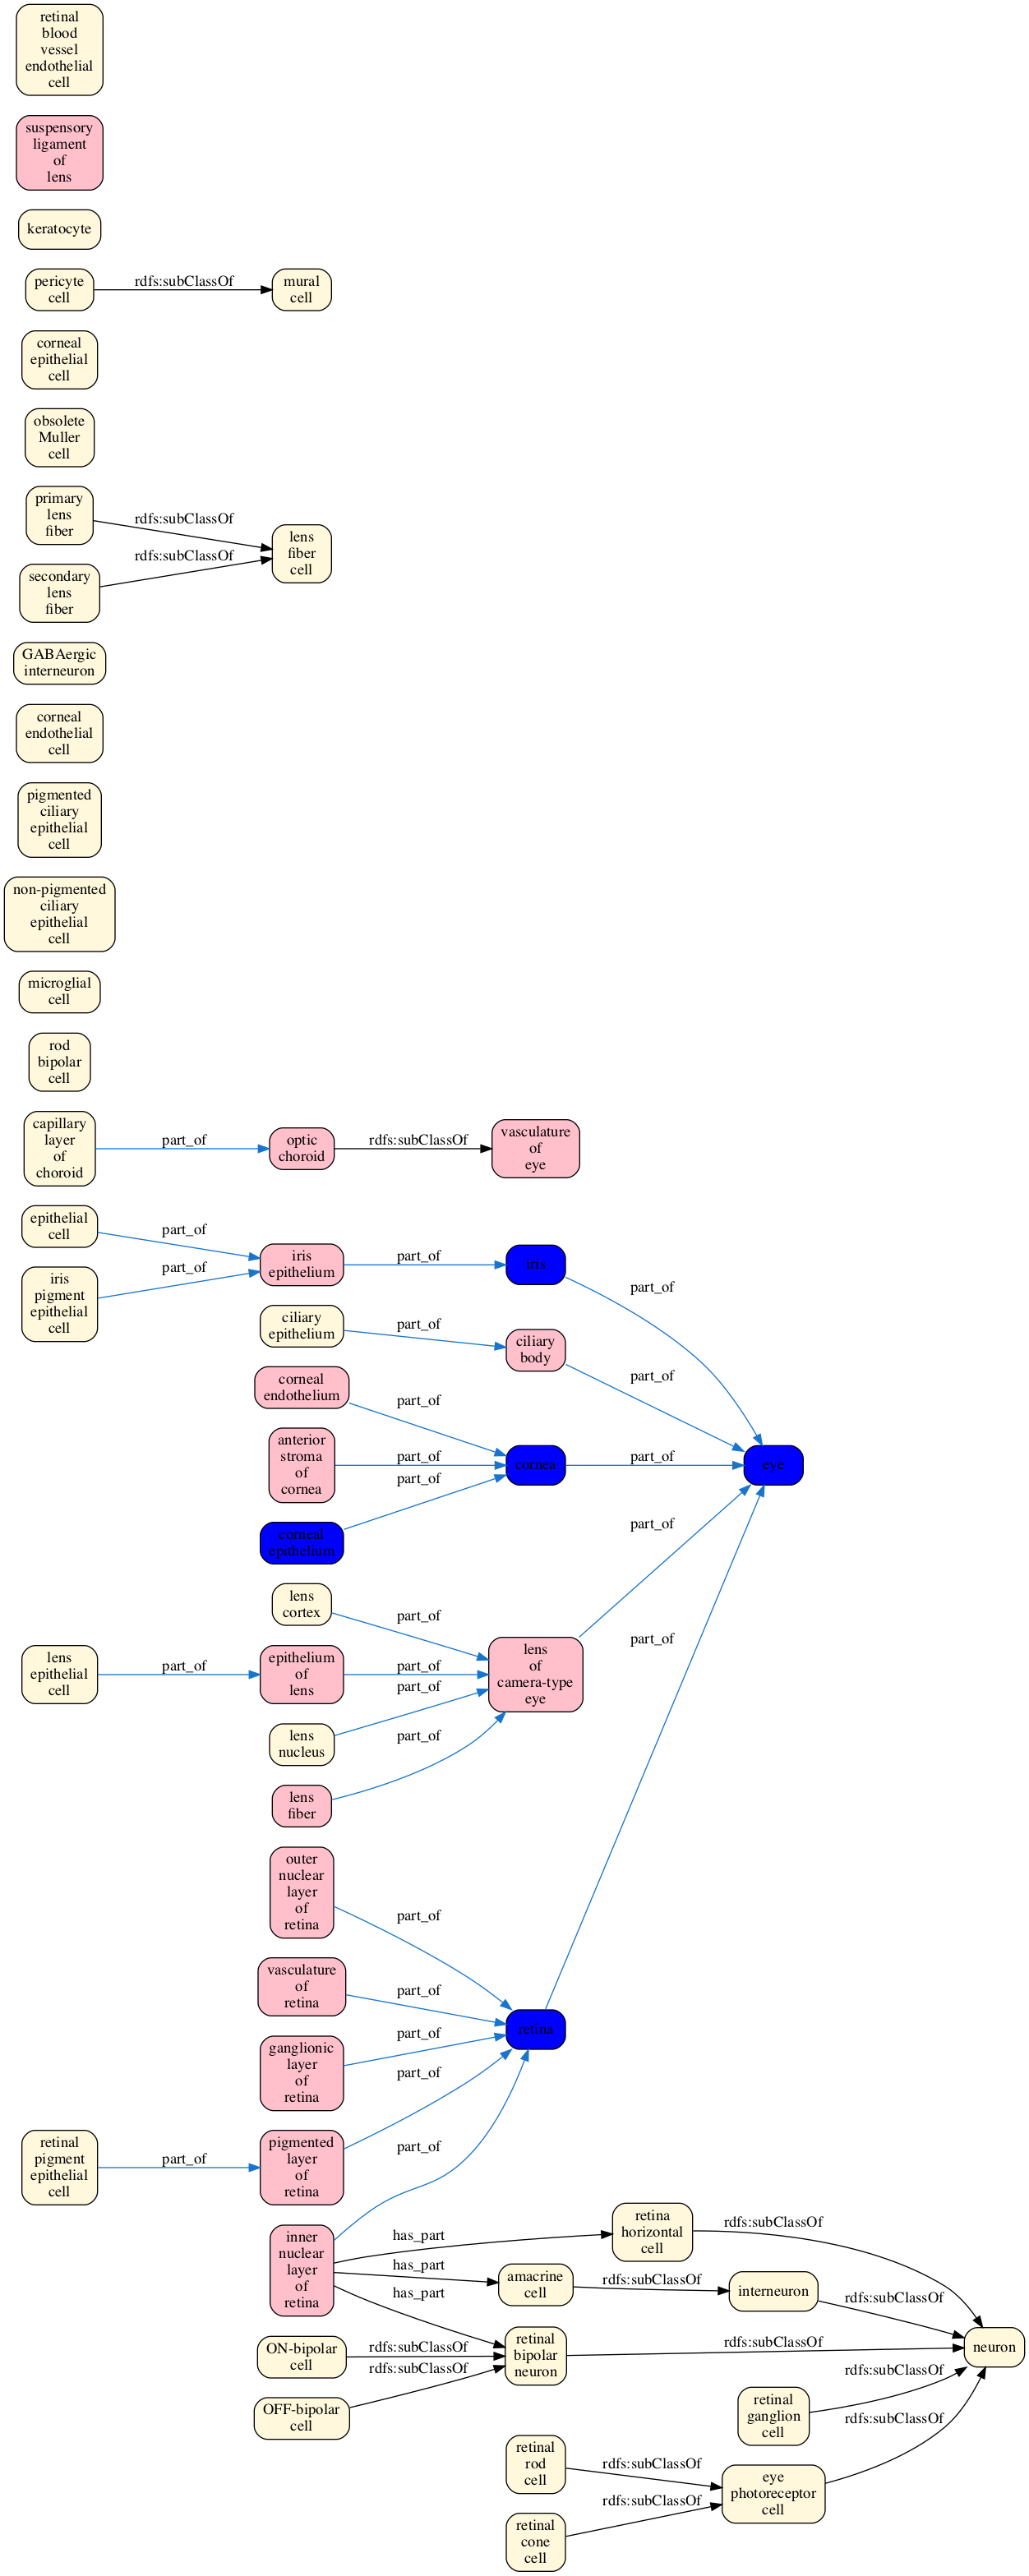 retinal
blood
vessel
endothelial
cell
suspensory
ligament
of
lens
keratocyte
pericyte
cell
rdfs:subClassOf
mural
cell
corneal
epithelial
cell
obsolete
Muller
cell
primary
lens
fiber
rdfs:subClassOf
lens
fiber
cell
rdfs:subClassOf
secondary
lens
fiber
GABAergic
interneuron
corneal
endothelial
cell
pigmented
ciliary
epithelial
cell
non-pigmented
ciliary
epithelial
cell
microglial
cell
rod
bipolar
cell
capillary
layer
of
choroid
part_of
optic
choroid
rdfs:subClassOf
vasculature
of
eye
epithelial
cell
part_of
iris
pigment
epithelial
cell
part_of
iris
epithelium
part_of
iris
part_of
ciliary
epithelium
part_of
ciliary
body
part_of
corneal
endothelium
part_of
anterior
stroma
of
cornea
part_of
corneal
epithelium
part_of
cornea
part_of
eye
lens
cortex
part_of
lens
epithelial
cell
part_of
epithelium
of
lens
part_of
lens
nucleus
part_of
lens
fiber
part_of
lens
of
camera-type
eye
part_of
outer
nuclear
layer
of
retina
part_of
vasculature
of
retina
part_of
ganglionic
layer
of
retina
part_of
retinal
pigment
epithelial
cell
part_of
pigmented
layer
of
retina
part_of
retina
part_of
inner
nuclear
layer
of
retina
has_part
has_part
has_part
retina
horizontal
cell
rdfs:subClassOf
amacrine
cell
rdfs:subClassOf
interneuron
rdfs:subClassOf
ON-bipolar
cell
rdfs:subClassOf
OFF-bipolar
cell
rdfs:subClassOf
retinal
bipolar
neuron
rdfs:subClassOf
neuron
retinal
ganglion
cell
rdfs:subClassOf
retinal
rod
cell
rdfs:subClassOf
retinal
cone
cell
rdfs:subClassOf
eye
photoreceptor
cell
rdfs:subClassOf